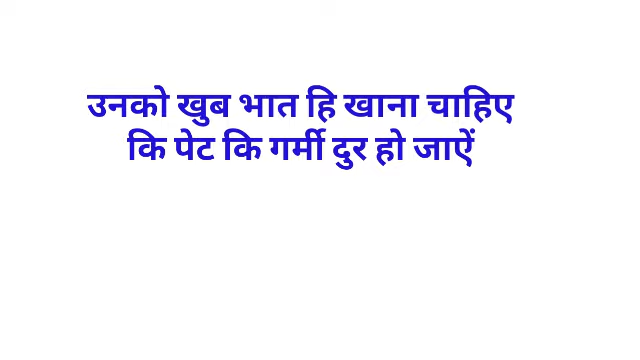 उनको खुब भात हि खाना चाहिए
कि पेट कि गर्मी दुर हो जाऐं